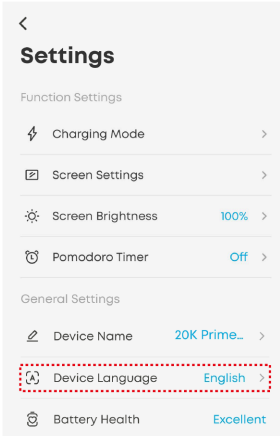 Settings
Function Settings
Charging Mode
Screen Settings
Screen Brightness 100%
Pomodoro Timer Off
General Settings
Device Name 20K Prime...
Device Language English
Battery Health Excellent